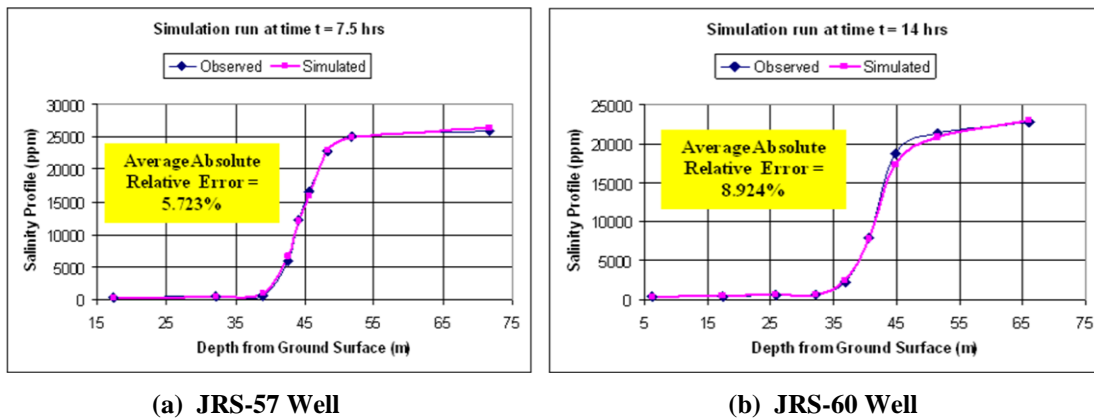 Simulation run at time t = 7.5 hrs
Observed Simulated
Salinity Profile (ppm)
30000
25000
20000
15000
10000
5000
0
Average Absolute
Relative Error =
5.723%
15 25 35 45 55 65 75
Depth from Ground Surface (m)
(a) JRS-57 Well
Simulation run at time t = 14 hrs
Observed Simulated
Salinity Profile (ppm)
25000
20000
15000
10000
5000
0
Average Absolute
Relative Error =
8.924%
5 15 25 35 45 55 65 75
Depth from Ground Surface (m)
(b) JRS-60 Well